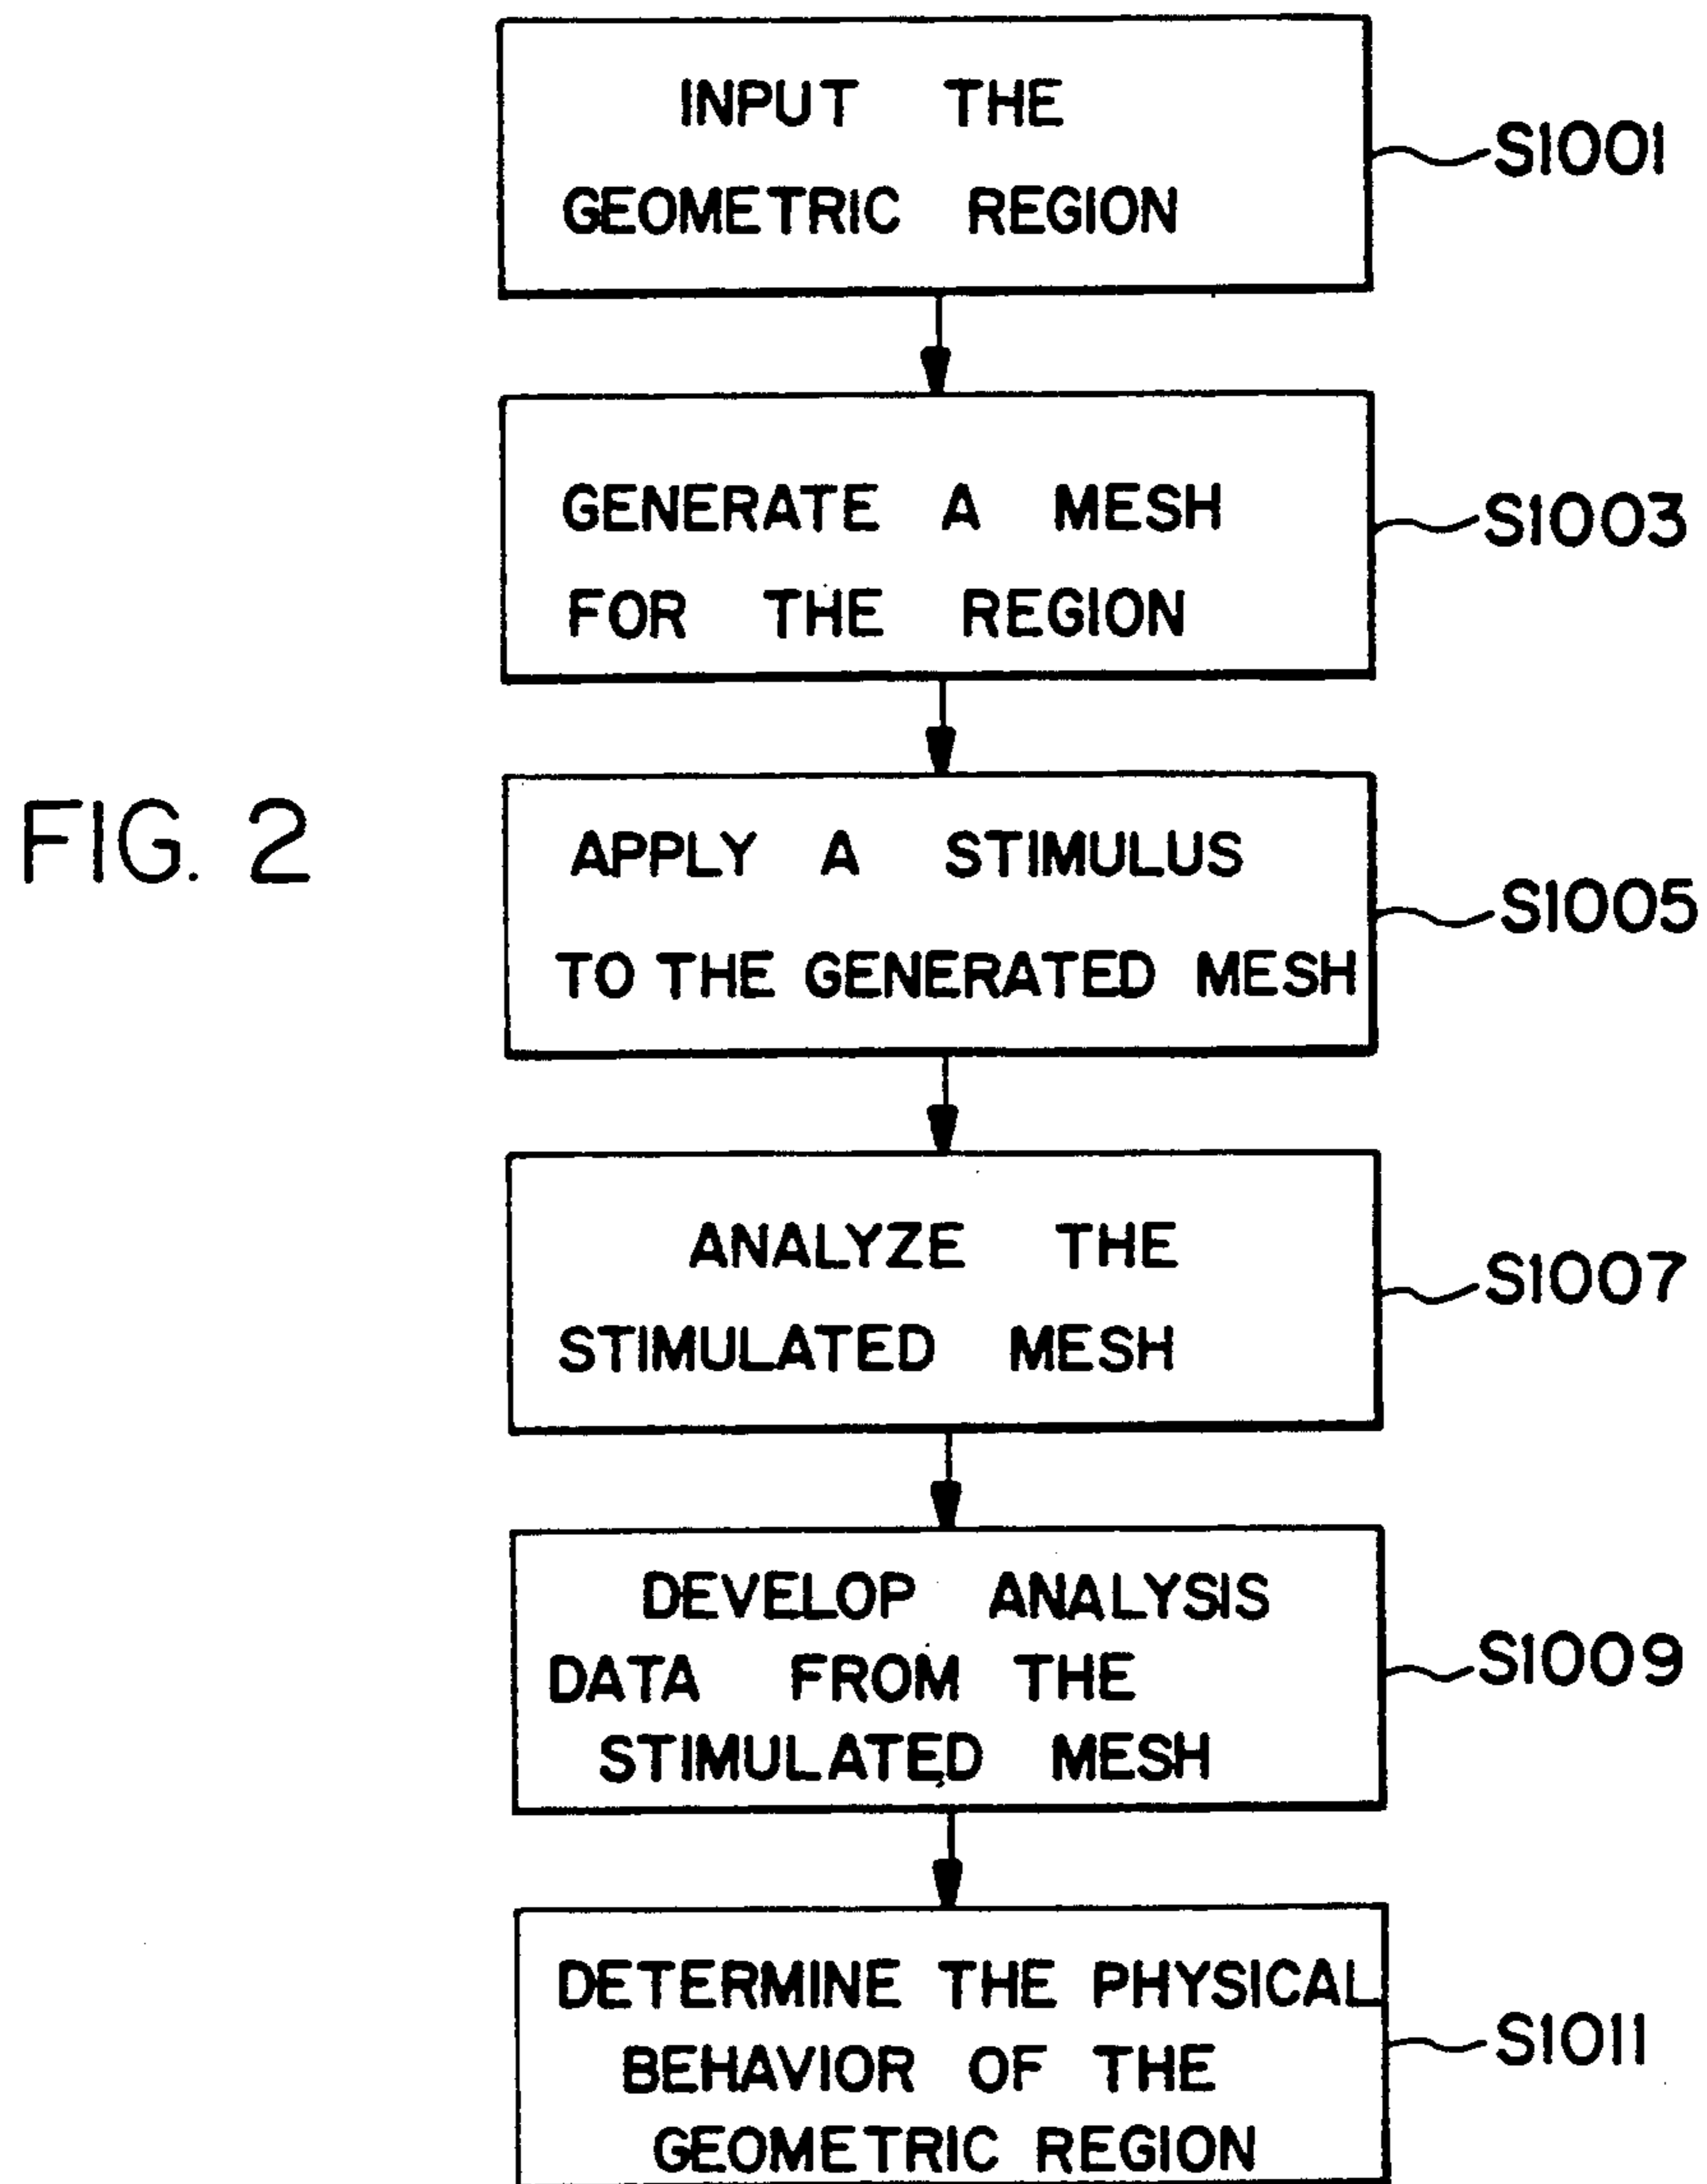 INPUT THE
GEOMETRIC REGION
S1001
GENERATE A MESH
FOR THE REGION
S1003
FIG. 2
APPLY A STIMULUS
TO THE GENERATED MESH
S1005
ANALYZE THE
STIMULATED MESH
S1007
DEVELOP ANALYSIS
DATA FROM THE
STIMULATED MESH
S1009
DETERMINE THE PHYSICAL
BEHAVIOR OF THE
GEOMETRIC REGION
S1011